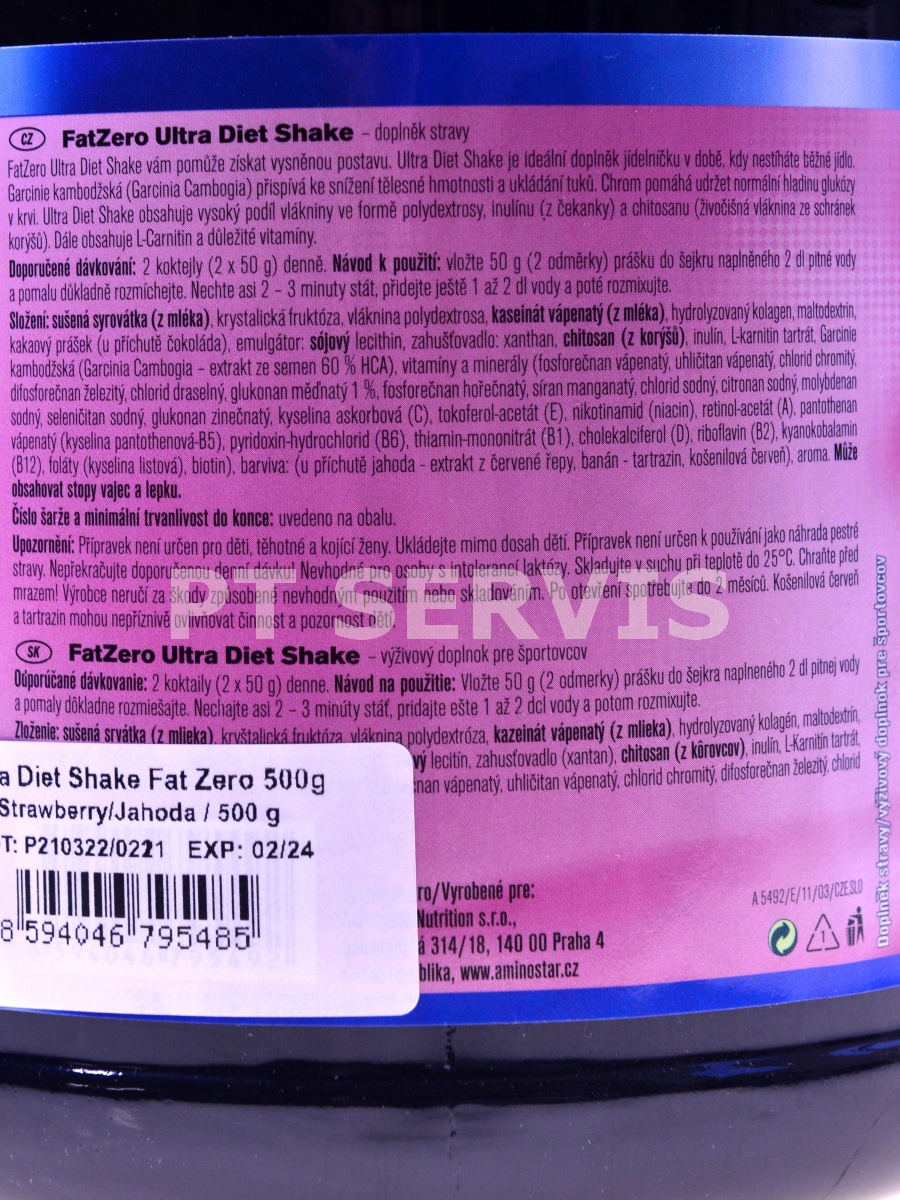 CZ FatZero Ultra Diet Shake – doplněk stravy
FatZero Ultra Diet Shake vám pomůže získat vysněnou postavu. Ultra Diet Shake je ideální doplněk jídelníčku v době, kdy nestíháte běžné jídlo.
Garcinie kambodžská (Garcinia Cambogia) přispívá ke snížení tělesné hmotnosti a ukládání tuků. Chrom pomáhá udržet normální hladinu glukózy
v krvi. Ultra Diet Shake obsahuje vysoký podíl vlákniny ve formě polydextrosy, inulínu (z čekanky) a chitosanu (živočišná vláknina ze schránek
korýšů). Dále obsahuje L-Carnitin a důležité vitamíny.
Doporučené dávkování: 2 koktejly (2 x 50 g) denně. Návod k použití: vložte 50 g (2 odměrky) prášku do šejkru naplněného 2 dl pitné vody
a pomalu důkladně rozmíchejte. Nechte asi 2 – 3 minuty stát, přidejte ještě 1 až 2 dl vody a poté rozmixujte.
Složení: sušená syrovátka (z mléka), krystalická fruktóza, vláknina polydextrosa, kaseinát vápenatý (z mléka), hydrolyzovaný kolagen, maltodextrin,
kakaový prášek (u příchutě čokoláda), emulgátor: sójový lecithin, zahušťovadlo: xanthan, chitosan (z korýšů), inulín, L-karnitin tartrát, Garcinie
kambodžská (Garcinia Cambogia – extrakt ze semen 60 % HCA), vitamíny a minerály (fosforečnan vápenatý, uhličitan vápenatý, chlorid chromitý,
difosforečnan železitý, chlorid draselný, glukonan měďnatý 1 %, fosforečnan hořečnatý, síran manganatý, chlorid sodný, citronan sodný, molybdenan
sodný, seleničitan sodný, glukonan zinečnatý, kyselina askorbová (C), tokoferol-acetát (E), nikotinamid (niacin), retinol-acetát (A), pantothenan
vápenatý (kyselina pantothenová-B5), pyridoxin-hydrochlorid (B6), thiamin-mononitrát (B1), cholekalciferol (D), riboflavin (B2), kyanokobalamin
(B12), foláty (kyselina listová), biotin), barviva: (u příchutě jahoda - extrakt z červené řepy, banán - tartrazin, košenilová červeň), aroma. Může
obsahovat stopy vajec a lepku.
Číslo šarže a minimální trvanlivost do konce: uvedeno na obalu.
Upozornění: Přípravek není určen pro děti, těhotné a kojící ženy. Ukládejte mimo dosah dětí. Přípravek není určen k používání jako náhrada pestré
stravy. Nepřekračujte doporučenou denní dávku! Nevhodné pro osoby s intolerancí laktózy. Skladujte v suchu při teplotě do 25°C. Chraňte před
mrazem! Výrobce neručí za škody způsobené nevhodným použitím nebo skladováním. Po otevření spotřebujte do 2 měsíců. Košenilová červeň
a tartrazin mohou nepříznivě ovlivňovat činnost a pozornost dětí.
PT SERVIS
SK FatZero Ultra Diet Shake – výživový doplnok pre športovcov
Odporúčané dávkovanie: 2 koktaily (2 x 50 g) denne. Návod na použitie: Vložte 50 g (2 odmerky) prášku do šejkra naplneného 2 dl pitnej vody
a pomaly dôkladne rozmiešajte. Nechajte asi 2 – 3 minúty stáť, pridajte ešte 1 až 2 dcl vody a potom rozmixujte.
Zloženie: sušená srvátka (z mlieka), kryštalická fruktóza, vláknina polydextróza, kazeinát vápenatý (z mlieka), hydrolyzovaný kolagén, maltodextrín,
vý lecitín, zahusťovadlo (xantan), chitosan (z kôrovcov), inulín, L-Karnitín tartrát,
nan vápenatý, uhličitan vápenatý, chlorid chromitý, difosforečnan železitý, chlorid
a Diet Shake Fat Zero 500g
Strawberry/Jahoda / 500 g
T: P210322/0221 EXP: 02/24
8 594046 795485
ro/Vyrobené pre:
Nutrition s.r.o.,
á 314/18, 140 00 Praha 4
blika, www.aminostar.cz
A 5492/E/11/03/CZE.SLO
1
Doplněk stravy/výživový doplnok pre športovcov